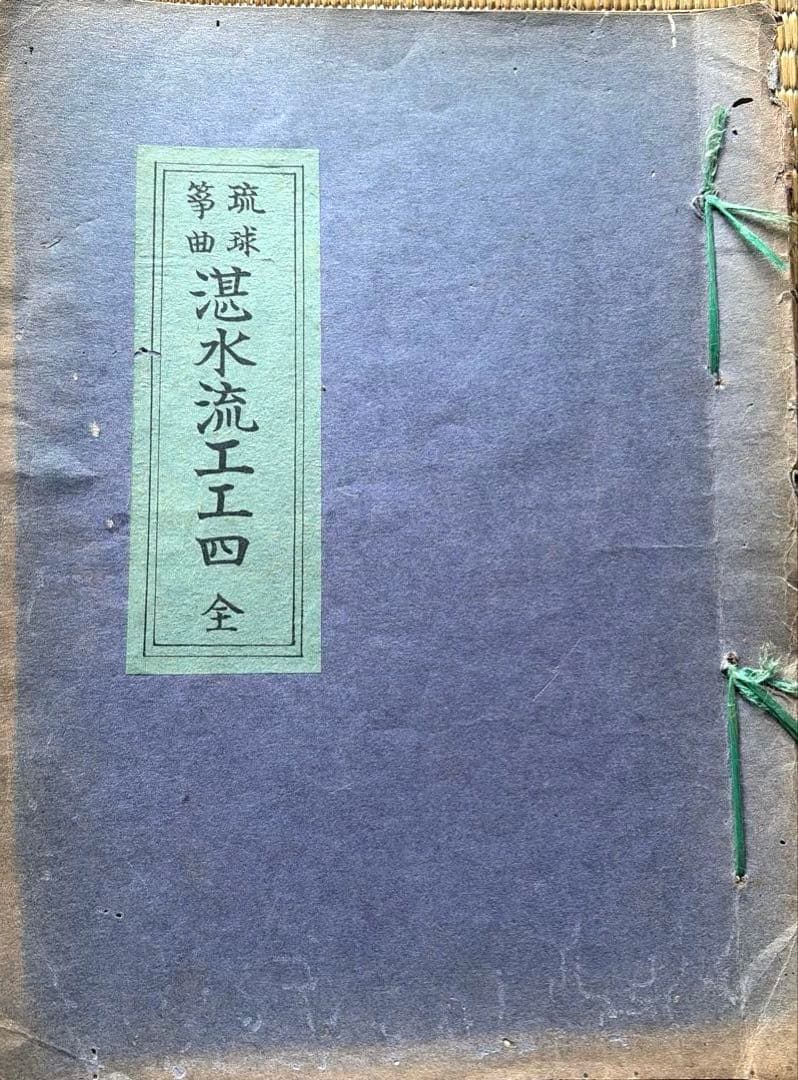 琉球
箏曲
湛水流工工四 全